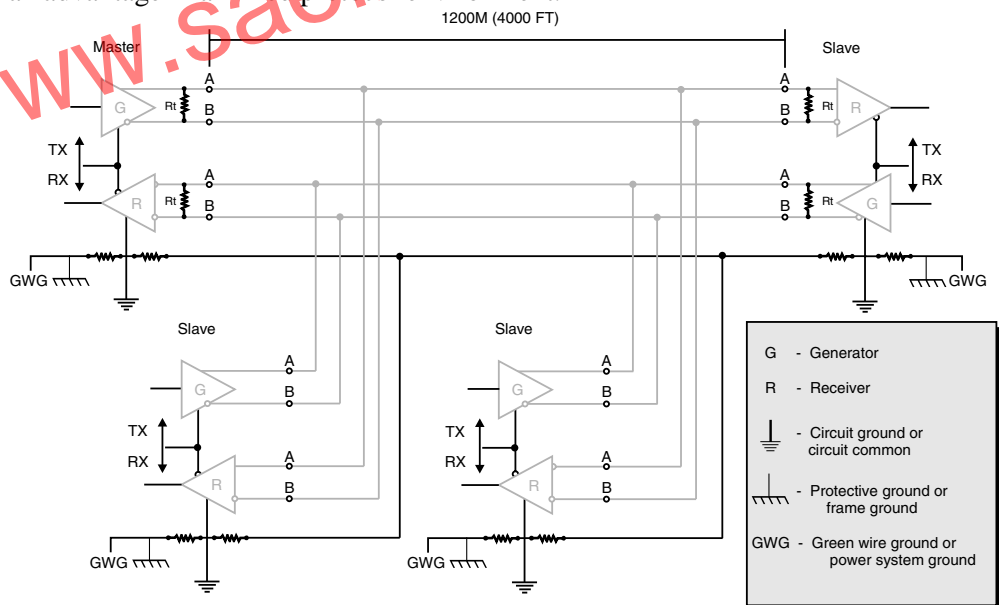 ww.sao
1200M (4000 FT)
Master
Slave
A
A
G
Rt
Rt
R
B
B
TX
TX
A
A
RX
RX
R
Rt
Rt
G
B
B
GWG
GWG
Slave
Slave
A
A
G
G
B
B
TX
TX
RX
RX
A
A
R
R
B
B
GWG
GWG
G - Generator
R - Receiver
- Circuit ground or
circuit common
- Protective ground or
frame ground
GWG - Green wire ground or
power system ground